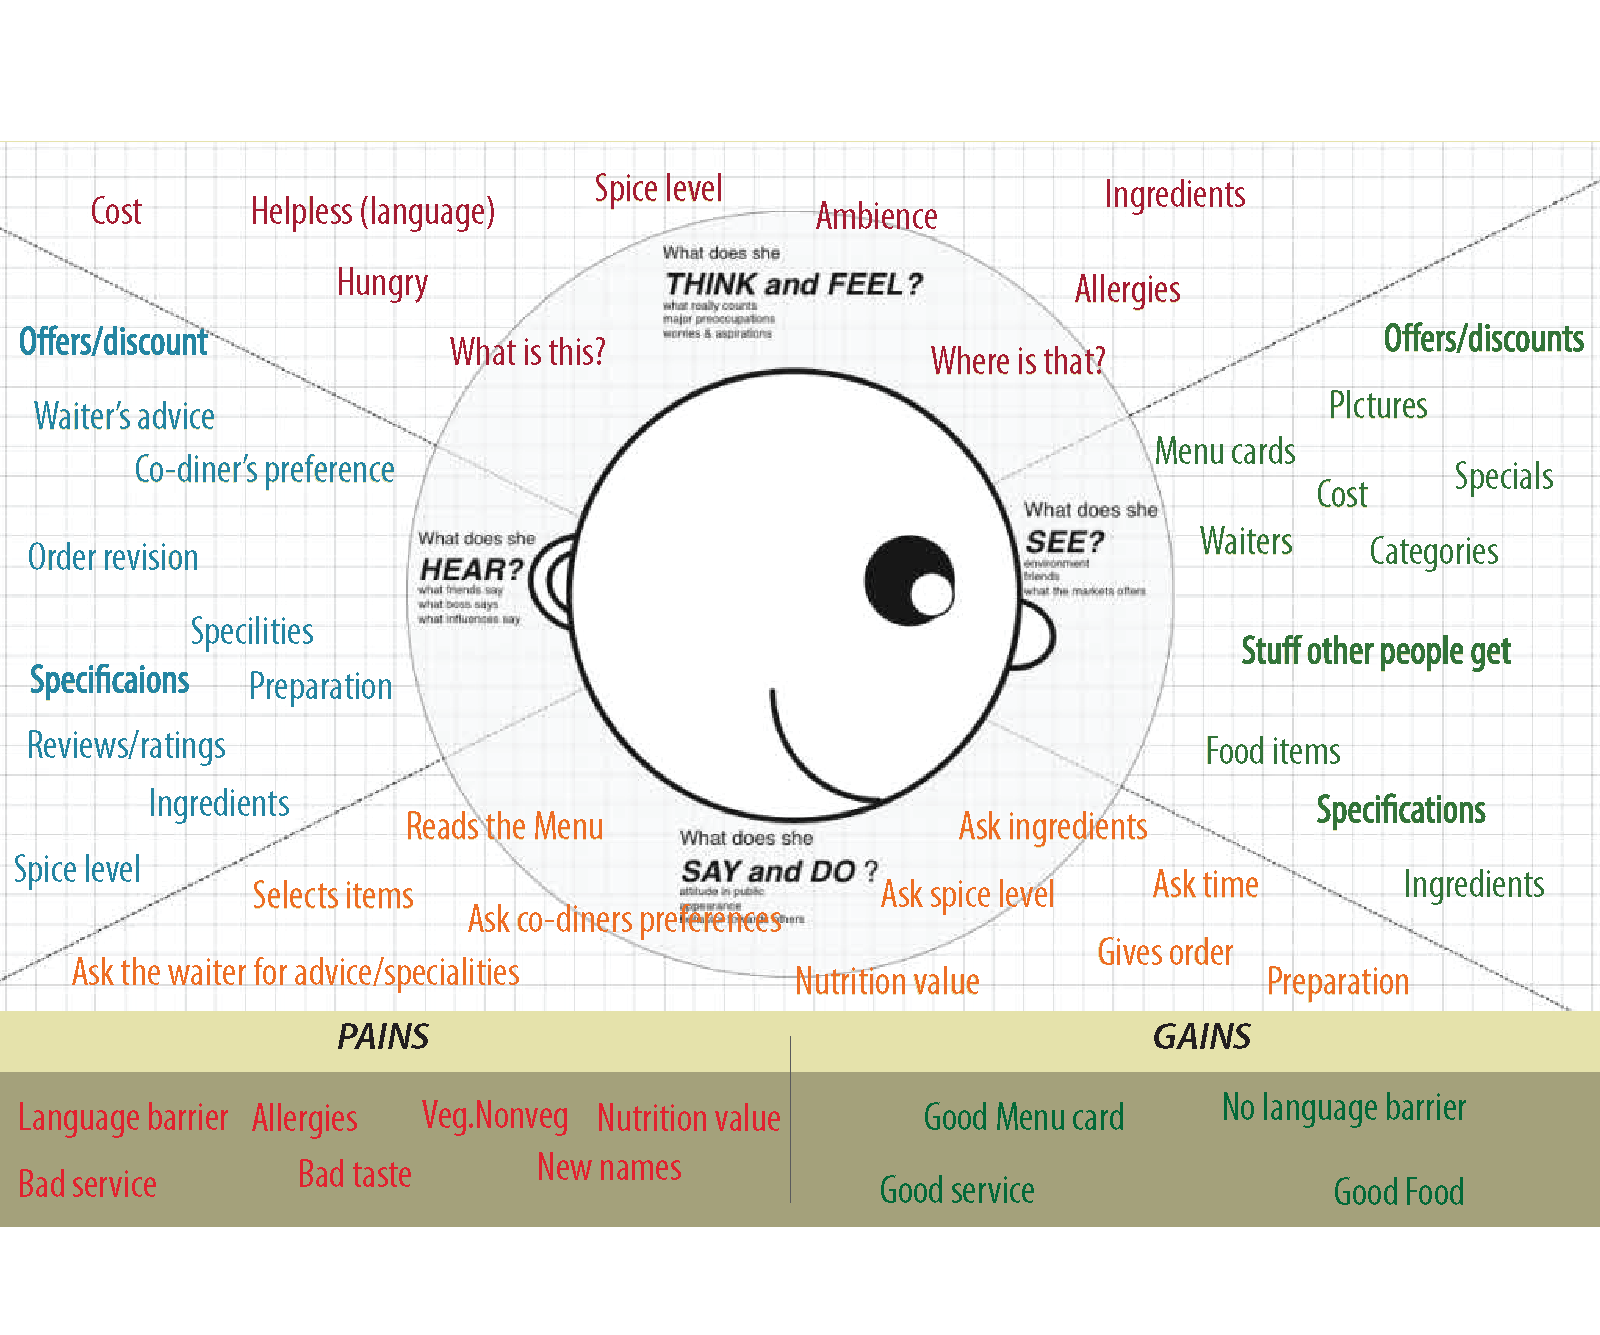 Spice level
Ingredients
Cost
Helpless (language)
Ambience
What does she
THINK and FEEL?
what really counts
major preoccupations
worries & aspirations
Hungry
Allergies
What is this?
Where is that?
Offers/discount
Waiter's advice
Co-diner's preference
Order revision
What does she
HEAR?
what friends say
what boss says
what influences say
Specilities
Specificaions
Preparation
Reviews/ratings
Ingredients
Spice level
Offers/discounts
PIctures
Menu cards
Specials
Cost
What does she
SEE?
environment
friends
what the markets offers
Waiters
Categories
Stuff other people get
Food items
Specifications
Ingredients
Reads the Menu
What does she
SAY and DO ?
attitude in public
appearance
Ask ingredients
Selects items
Ask co-diners preferences
Ask spice level
Ask time
Gives order
Ask the waiter for advice/specialities
Nutrition value
Preparation
PAINS
GAINS
Language barrier
Allergies
Veg.Nonveg
Nutrition value
Bad service
Bad taste
New names
Good Menu card
No language barrier
Good service
Good Food